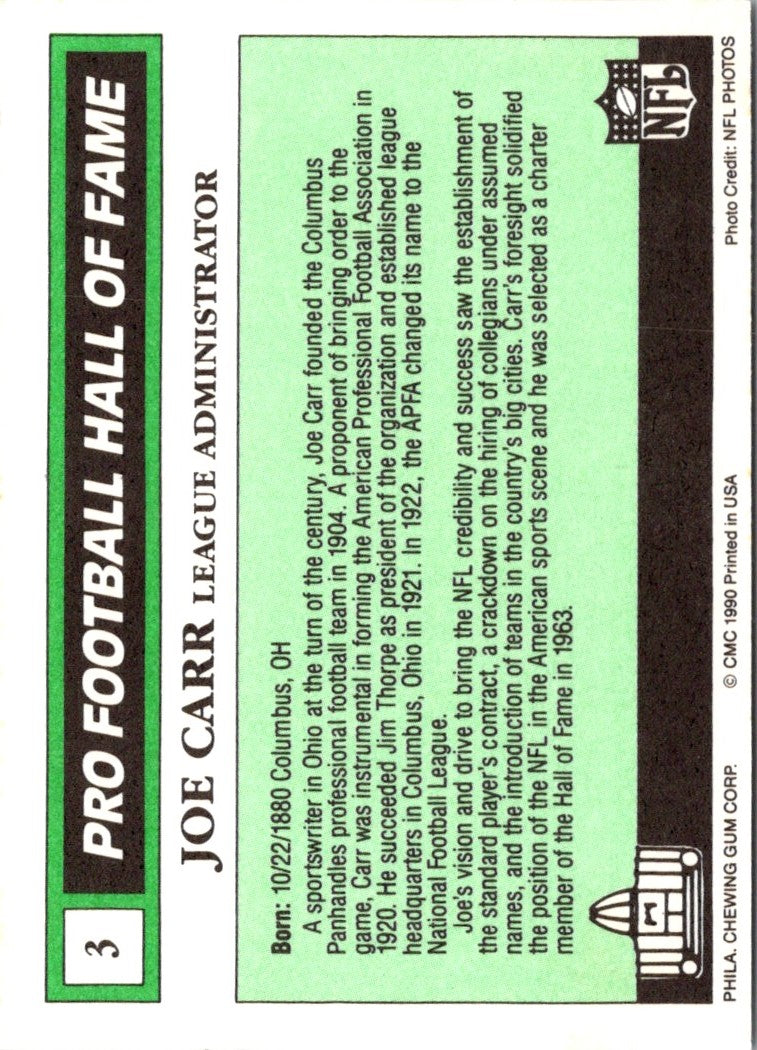 3
PRO FOOTBALL HALL OF FAME
JOE CARR LEAGUE ADMINISTRATOR
Born: 10/22/1880 Columbus, OH
A sportswriter in Ohio at the turn of the century, Joe Carr founded the Columbus
Panhandles professional football team in 1904. A proponent of bringing order to the
game, Carr was instrumental in forming the American Professional Football Association in
1920. He succeeded Jim Thorpe as president of the organization and established league
headquarters in Columbus, Ohio in 1921. In 1922, the APFA changed its name to the
National Football League.
Joe's vision and drive to bring the NFL credibility and success saw the establishment of
the standard player's contract, a crackdown on the hiring of collegians under assumed
names, and the introduction of teams in the country's big cities. Carr's foresight solidified
the position of the NFL in the American sports scene and he was selected as a charter
member of the Hall of Fame in 1963.
NFL
PHILA. CHEWING GUM CORP. © CMC 1990 Printed in USA Photo Credit: NFL PHOTOS